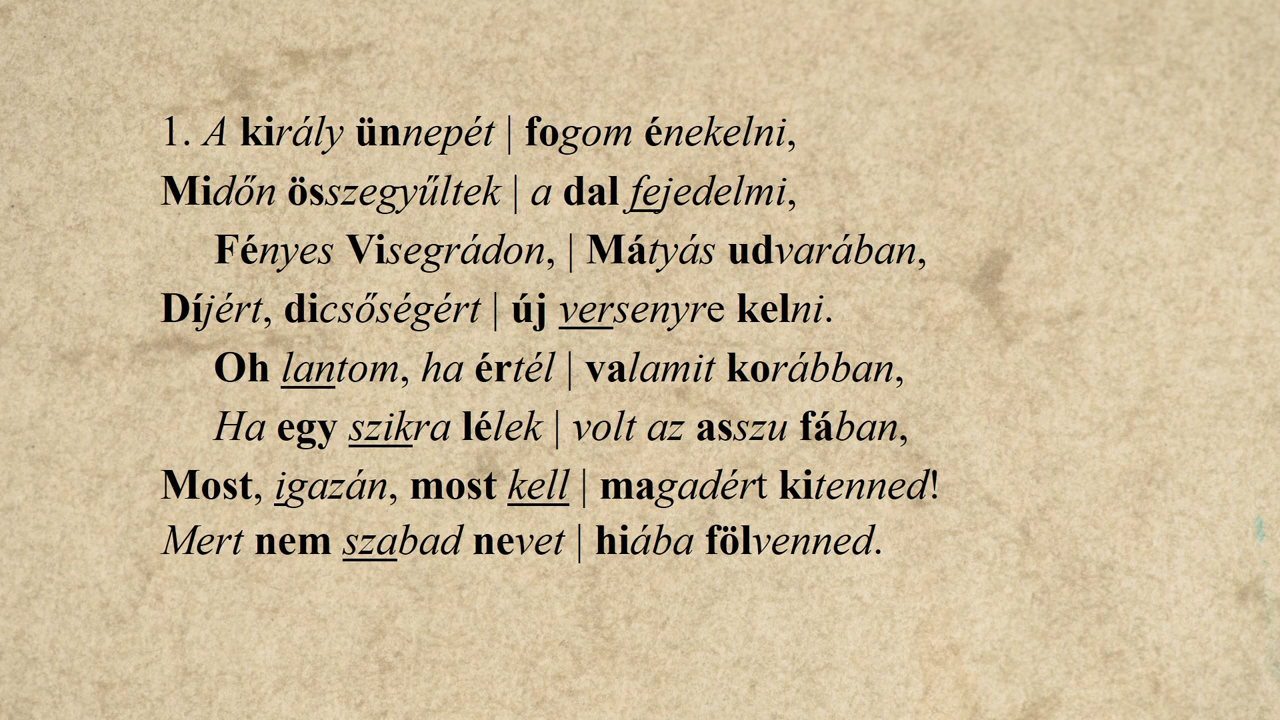 1. A király ünnepét | fogom énekelni,
Midőn összegyűltek | a dal fejedelmi,
Fényes Visegrádon, | Mátyás udvarában,
Díjért, dicsőségért | új versenyre kelni.
Oh lantom, ha értél | valamit korábban,
Ha egy szikra lélek | volt az asszu fában,
Most, igazán, most kell | magadért kitenned!
Mert nem szabad nevet | hiába fölvenned.